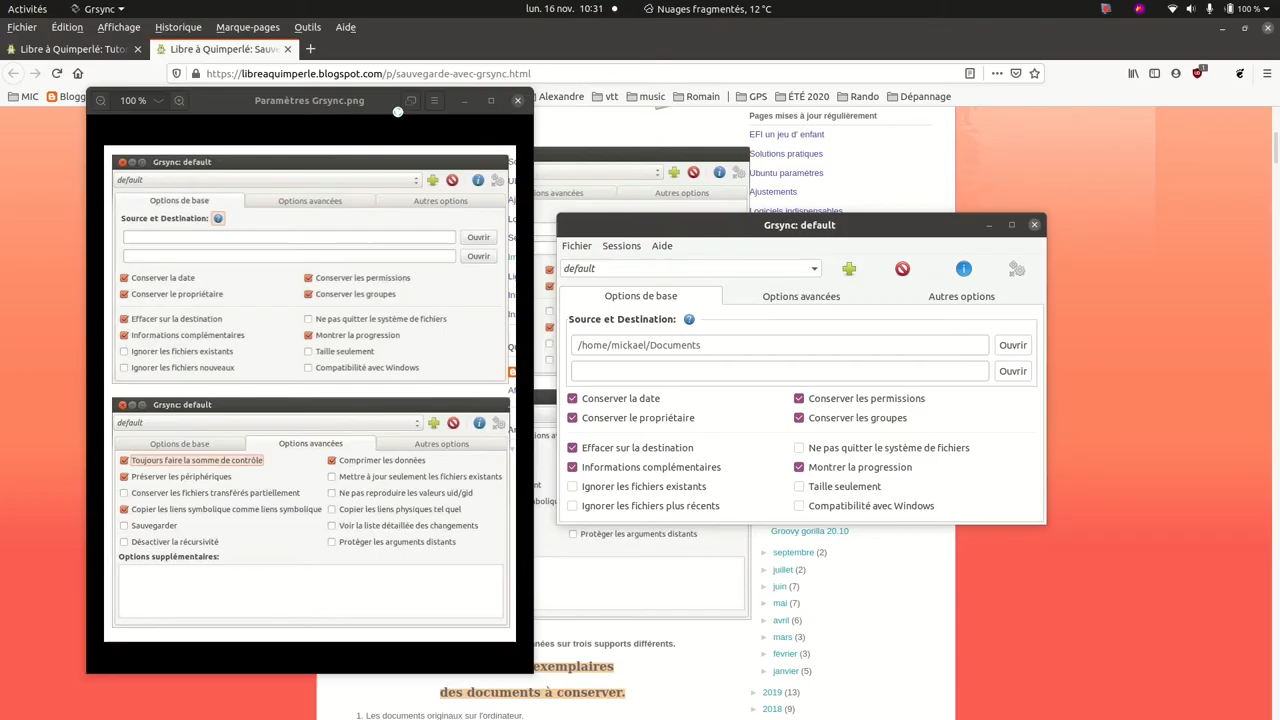 Activités Grsync lun. 16 nov. 10:31 Nuages fragmentés, 12 °C 100 %
Fichier Édition Affichage Historique Marque-pages Outils Aide
Libre à Quimperlé: Tutor Libre à Quimperlé: Sauve
https://libreaquimperle.blogspot.com/p/sauvegarde-avec-grsync.html 1
MIC Blogg Alexandre vtt music Romain GPS ÉTÉ 2020 Rando Dépannage
100 % Paramètres Grsync.png
Grsync: default
default
Options de base Options avancées Autres options
Source et Destination:
Ouvrir
Ouvrir
Conserver la date Conserver les permissions
Conserver le propriétaire Conserver les groupes
Effacer sur la destination Ne pas quitter le système de fichiers
Informations complémentaires Montrer la progression
Ignorer les fichiers existants Taille seulement
Ignorer les fichiers nouveaux Compatibilité avec Windows
Grsync: default
default
Options de base Options avancées Autres options
Toujours faire la somme de contrôle Comprimer les données
Préserver les périphériques Mettre à jour seulement les fichiers existants
Conserver les fichiers transférés partiellement Ne pas reproduire les valeurs uid/gid
Copier les liens symbolique comme liens symbolique Copier les liens physiques tel quel
Sauvegarder Voir la liste détaillée des changements
Désactiver la récursivité Protéger les arguments distants
Options supplémentaires:
Autres options
Grsync: default
Fichier Sessions Aide
default
Options de base Options avancées Autres options
Source et Destination:
/home/mickael/Documents Ouvrir
Ouvrir
Conserver la date Conserver les permissions
Conserver le propriétaire Conserver les groupes
Effacer sur la destination Ne pas quitter le système de fichiers
Informations complémentaires Montrer la progression
Ignorer les fichiers existants Taille seulement
Ignorer les fichiers plus récents Compatibilité avec Windows
Protéger les arguments distants
sur trois supports différents.
exemplaires
des documents à conserver.
1. Les documents originaux sur l'ordinateur.
Pages mises à jour régulièrement
EFI un jeu d' enfant
Solutions pratiques
Ubuntu paramètres
Ajustements
Logiciels indispensables
Groovy gorilla 20.10
► septembre (2)
► juillet (2)
► juin (7)
► mai (7)
► avril (6)
► mars (3)
► février (3)
► janvier (5)
► 2019 (13)
► 2018 (9)